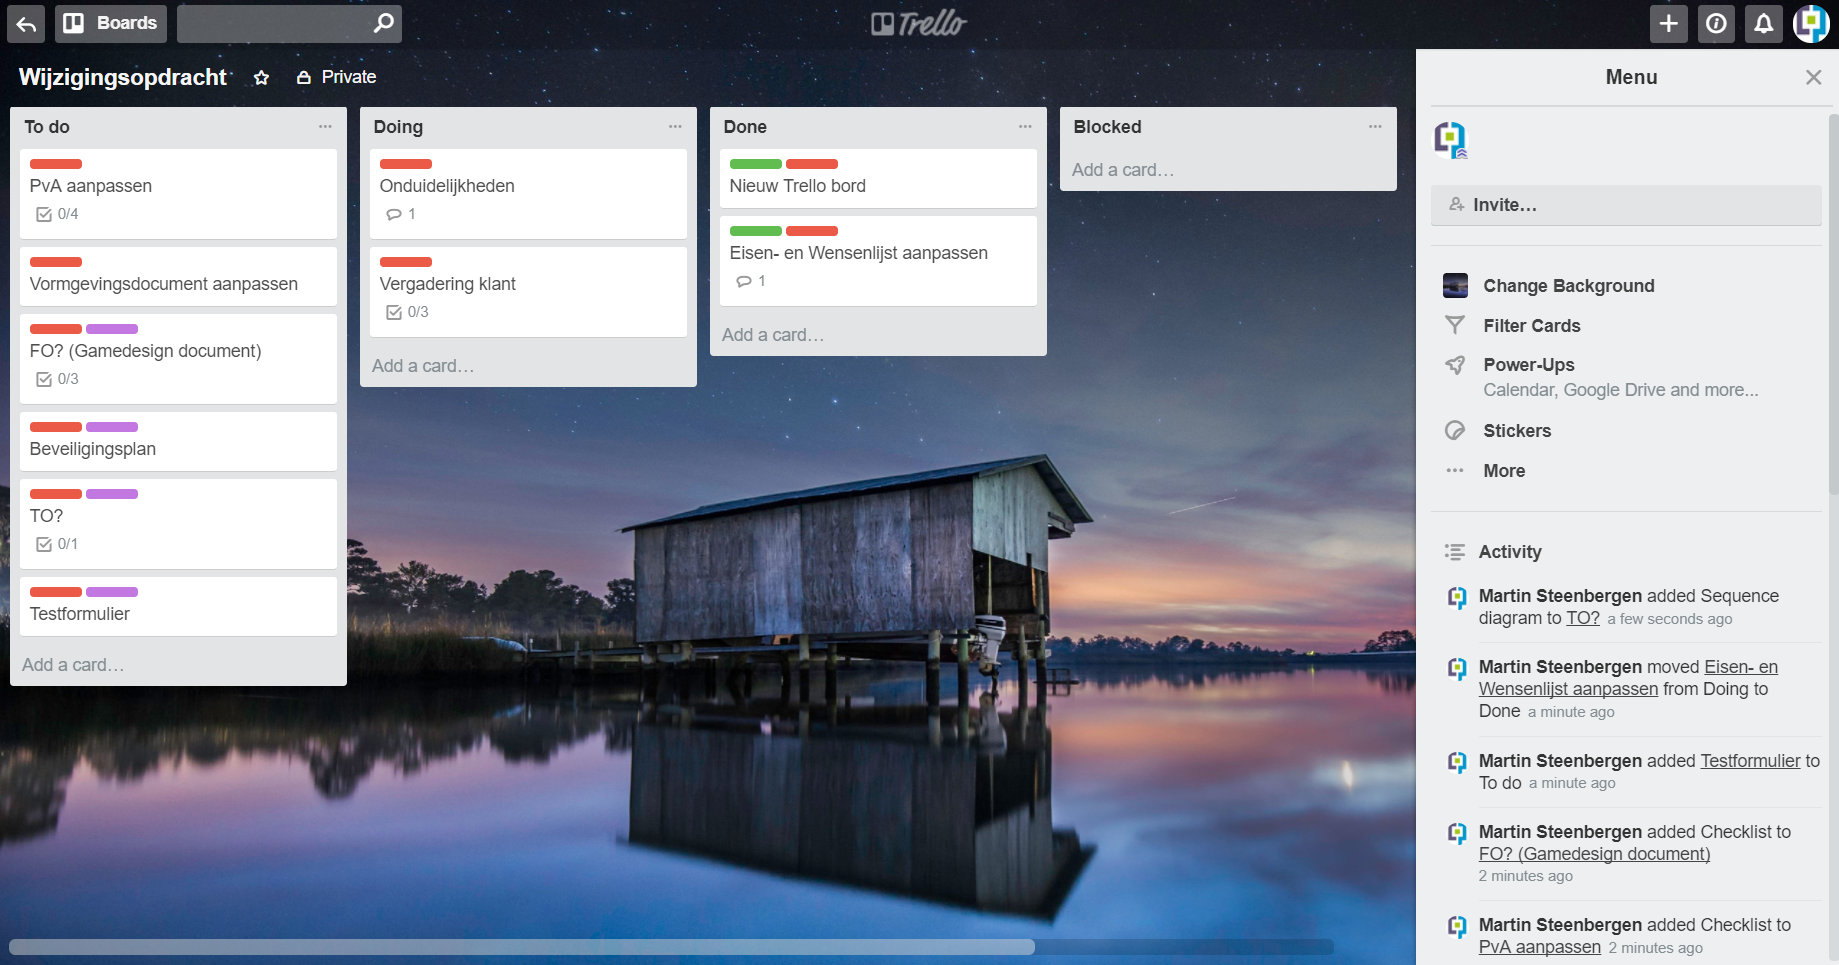 Boards
Trello
Wijzigingsopdracht
Private
To do
PvA aanpassen
0/4
Vormgevingsdocument aanpassen
FO? (Gamedesign document)
0/3
Beveiligingsplan
TO?
0/1
Testformulier
Add a card…
Doing
Onduidelijkheden
1
Vergadering klant
0/3
Add a card…
Done
Nieuw Trello bord
Eisen- en Wensenlijst aanpassen
1
Add a card…
Blocked
Add a card…
Menu
Invite…
Change Background
Filter Cards
Power-Ups
Calendar, Google Drive and more...
Stickers
More
Activity
Martin Steenbergen added Sequence
diagram to TO? a few seconds ago
Martin Steenbergen moved Eisen- en
Wensenlijst aanpassen from Doing to
Done a minute ago
Martin Steenbergen added Testformulier to
To do a minute ago
Martin Steenbergen added Checklist to
FO? (Gamedesign document)
2 minutes ago
Martin Steenbergen added Checklist to
PvA aanpassen 2 minutes ago